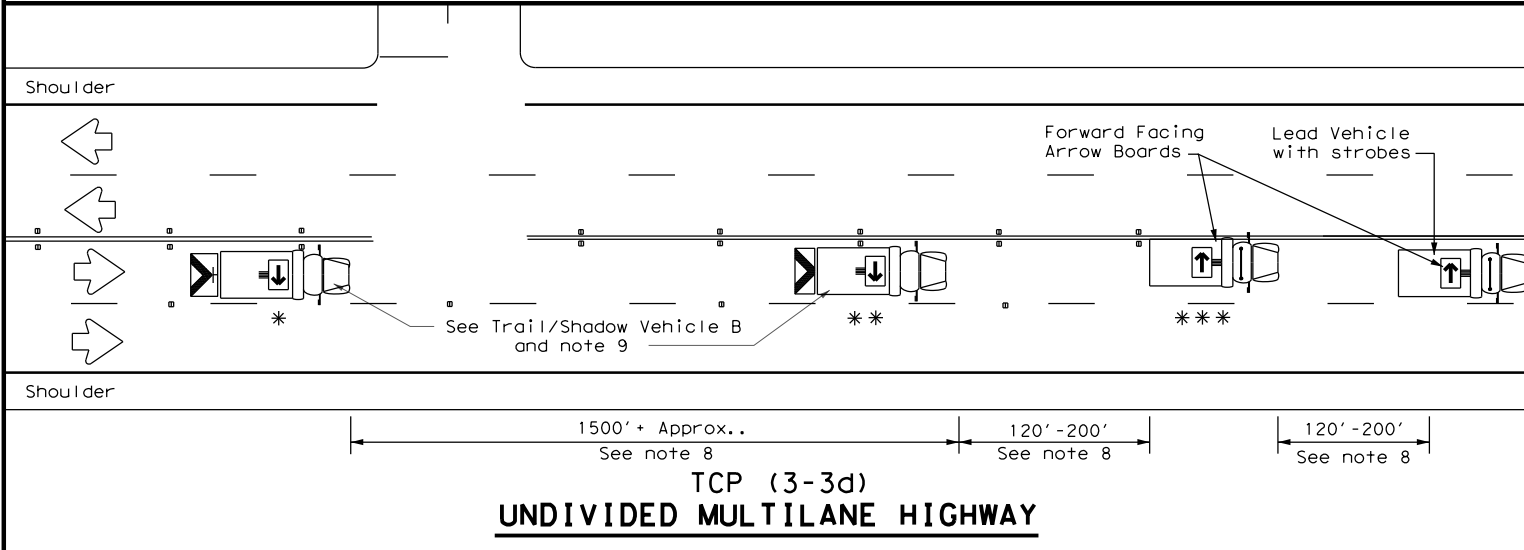 Shoulder
Forward Facing
Arrow Boards
Lead Vehicle
with strobes
*
**
***
See Trail/Shadow Vehicle B
and note 9
Shoulder
1500'+ Approx..
See note 8
120'-200'
See note 8
120'-200'
See note 8
TCP (3-3d)
UNDIVIDED MULTILANE HIGHWAY